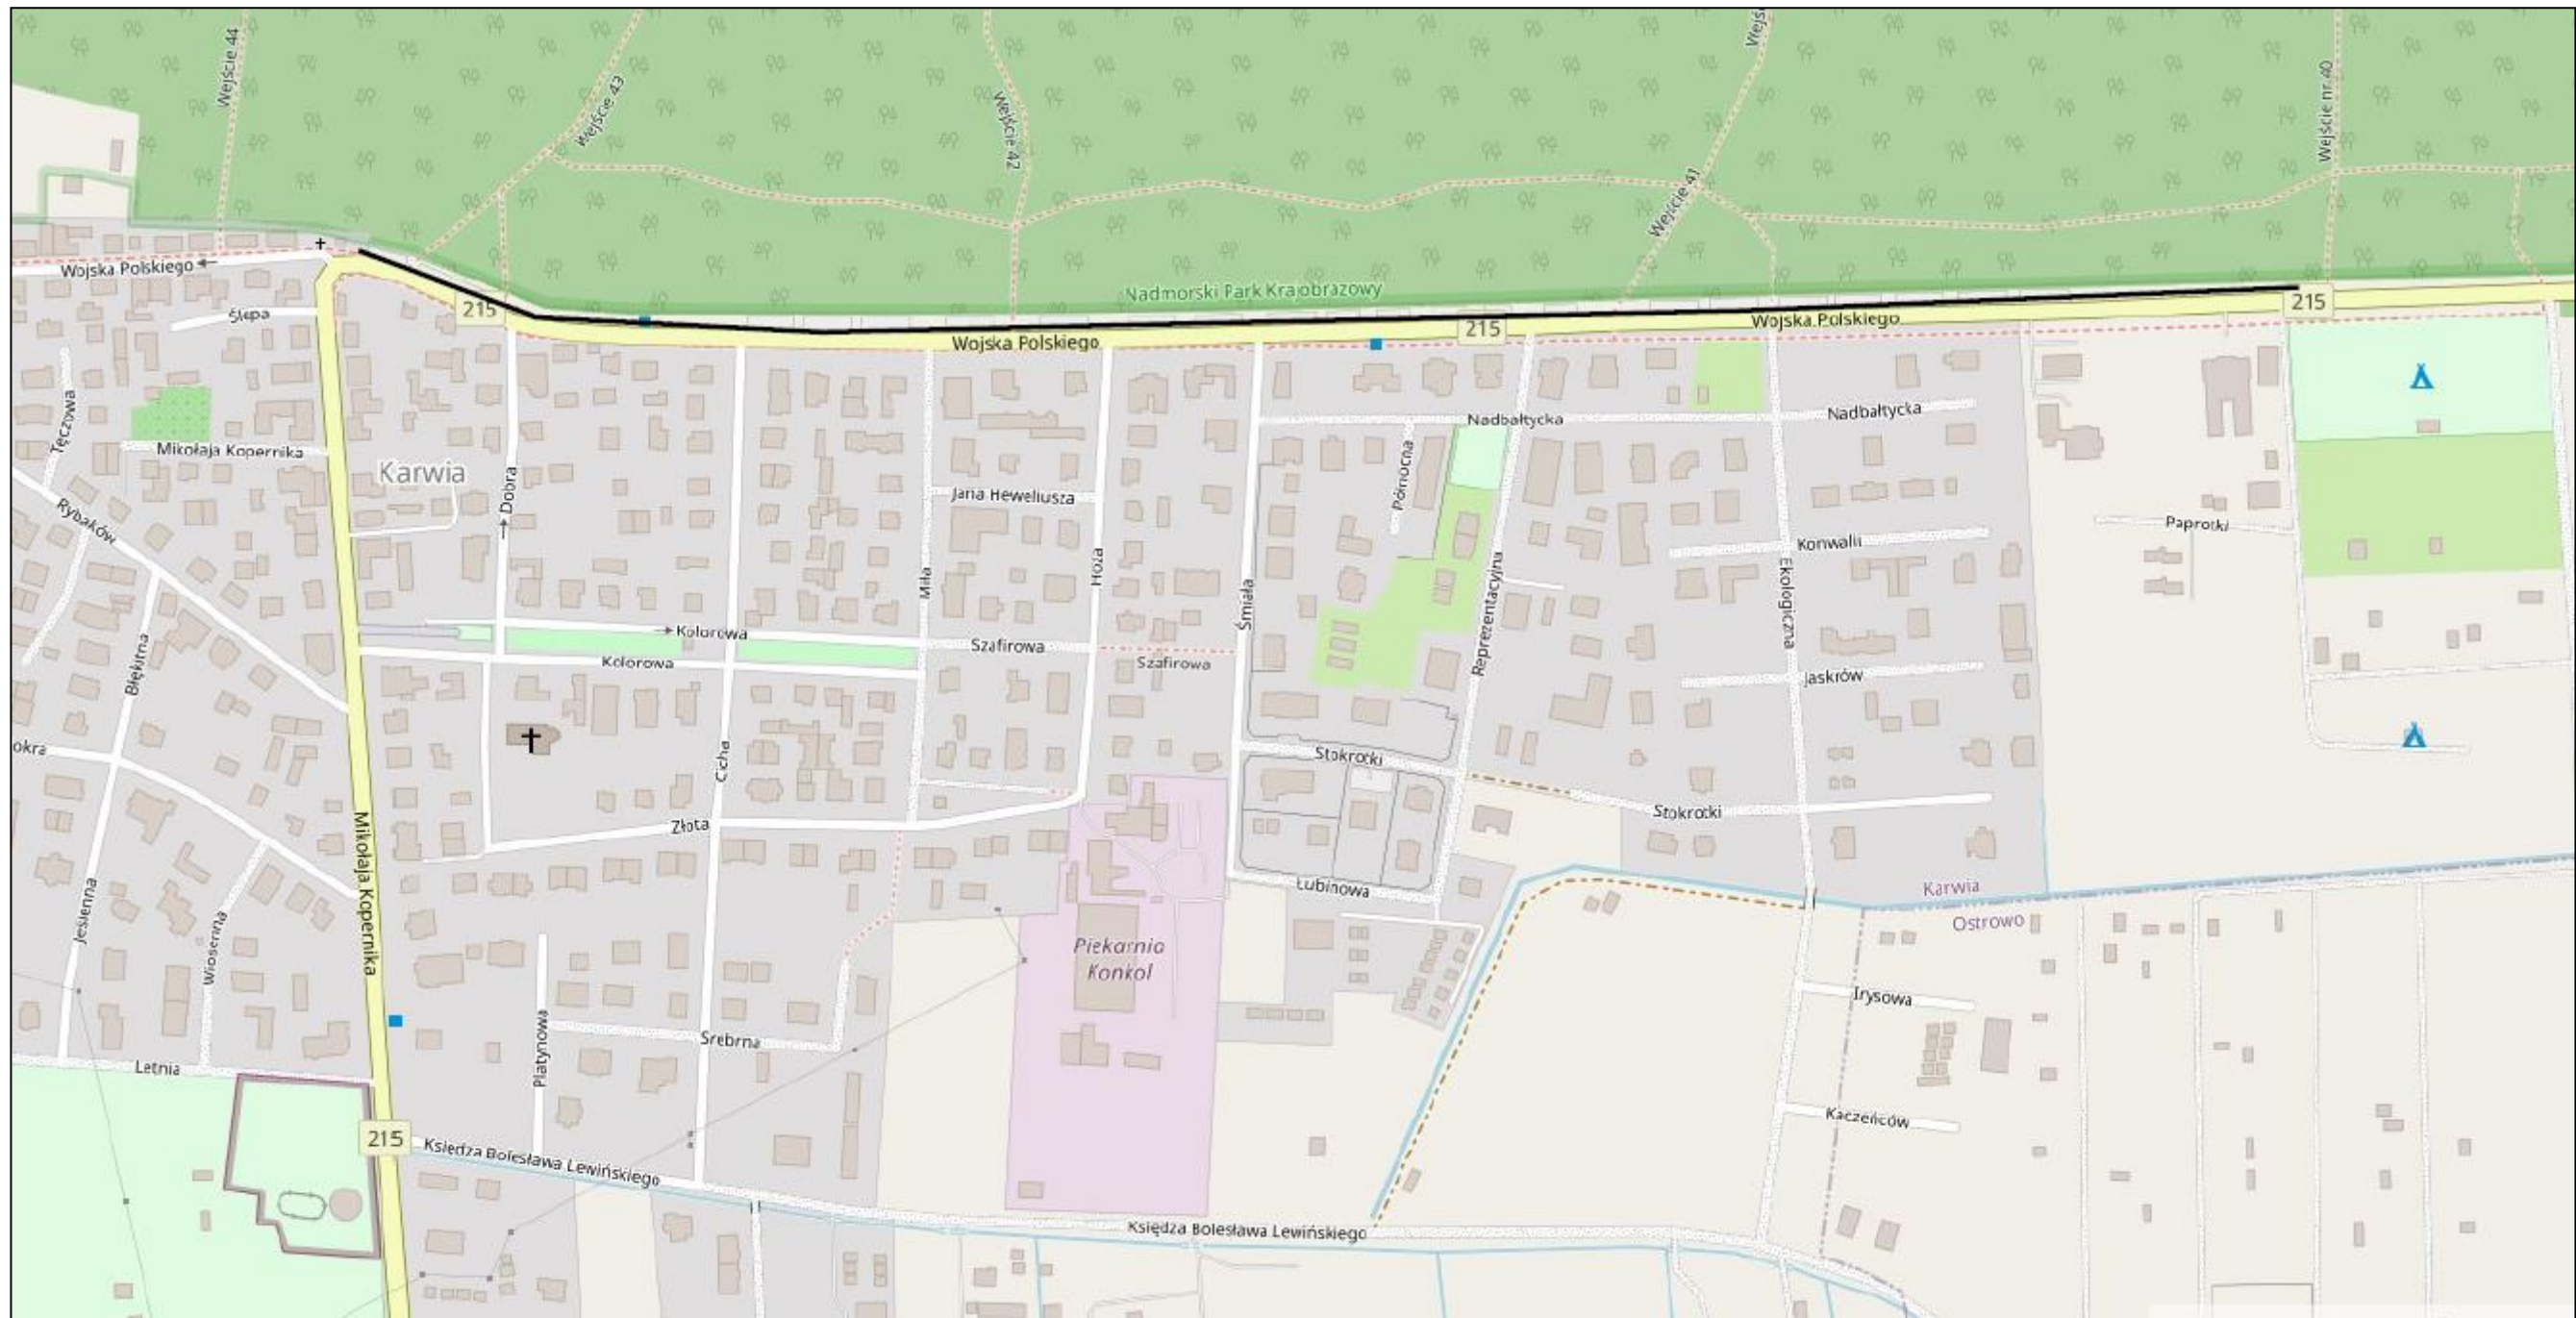 Wejście 44
Wejście 43
Wejście 42
Wejście 41
Wejście nr 40
Wojska Polskiego
Nadmorski Park Krajobrazowy
215
215
215
Wojska Polskiego
Wojska Polskiego
Ślepa
Tęczowa
Mikołaja Kopernika
Karwia
Dobra
Rybaków
Nadbałtycka
Nadbałtycka
Północna
Jana Heweliusza
Paprotki
Konwalii
Miła
Hoża
Śmiała
Reprezentacyjna
Ekologiczna
Błękitna
Kolorowa
Kolorowa
Szafirowa
Szafirowa
Jaskrów
okra
Cicha
Stokrotki
Stokrotki
Złota
Mikołaja Kopernika
Łubinowa
Karwia
Ostrowo
Jesienna
Wiosenna
Piekarnia
Konkol
Irysowa
Platynowa
Srebrna
Letnia
Kaczeńców
215
Księdza Bolesława Lewińskiego
Księdza Bolesława Lewińskiego